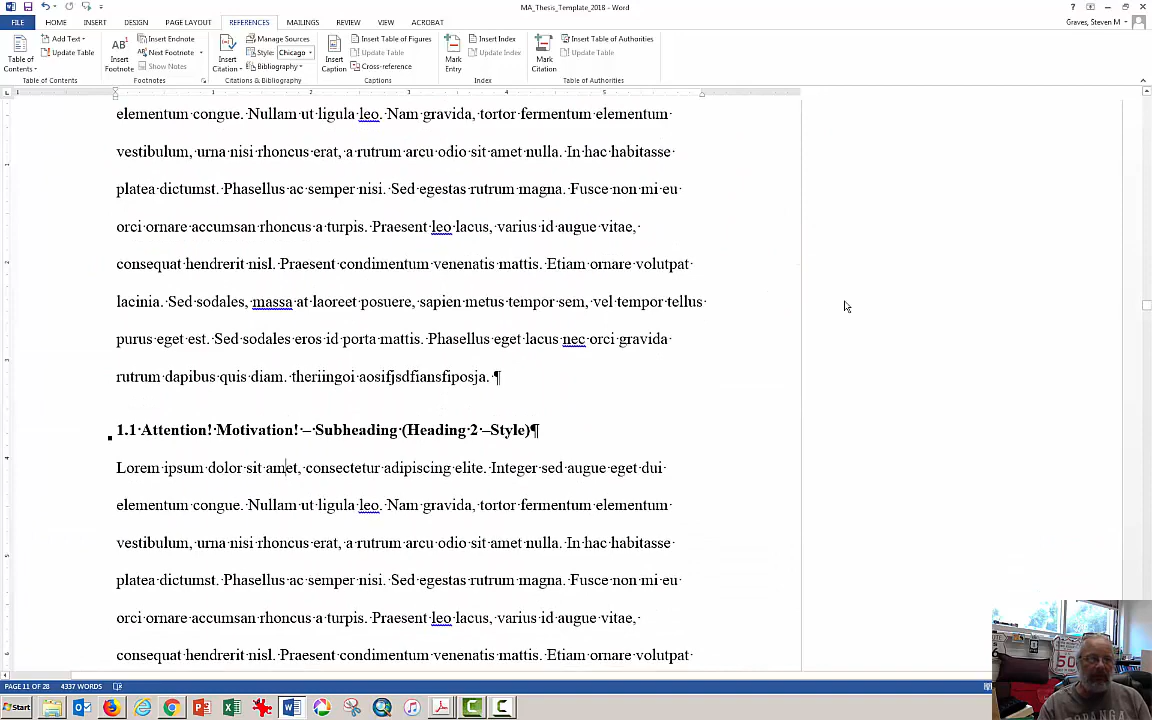 MA_Thesis_Template_2018 - Word
FILE HOME INSERT DESIGN PAGE LAYOUT REFERENCES MAILINGS REVIEW VIEW ACROBAT
Graves, Steven M
Table of Contents
Add Text
Update Table
Table of Contents
AB¹
Insert Footnote
Insert Endnote
Next Footnote
Show Notes
Footnotes
Insert Citation
Manage Sources
Style: Chicago
Bibliography
Citations & Bibliography
Insert Caption
Insert Table of Figures
Update Table
Cross-reference
Captions
Mark Entry
Insert Index
Update Index
Index
Mark Citation
Insert Table of Authorities
Update Table
Table of Authorities
1 1 2 3 4 5
elementum·congue.·Nullam·ut·ligula·leo.·Nam·gravida,·tortor·fermentum·elementum·
vestibulum,·urna·nisi·rhoncus·erat,·a·rutrum·arcu·odio·sit·amet·nulla.·In·hac·habitasse·
platea·dictumst.·Phasellus·ac·semper·nisi.·Sed·egestas·rutrum·magna.·Fusce·non·mi·eu·
orci·ornare·accumsan·rhoncus·a·turpis.·Praesent·leo·lacus,·varius·id·augue·vitae,·
consequat·hendrerit·nisl.·Praesent·condimentum·venenatis·mattis.·Etiam·ornare·volutpat·
lacinia.·Sed·sodales,·massa·at·laoreet·posuere,·sapien·metus·tempor·sem,·vel·tempor·tellus·
purus·eget·est.·Sed·sodales·eros·id·porta·mattis.·Phasellus·eget·lacus·nec·orci·gravida·
rutrum·dapibus·quis·diam.·theriingoi·aosifjsdfiansfiposja.·¶
1.1·Attention!·Motivation!·–·Subheading·(Heading·2·–Style)¶
Lorem·ipsum·dolor·sit·amet,·consectetur·adipiscing·elite.·Integer·sed·augue·eget·dui·
elementum·congue.·Nullam·ut·ligula·leo.·Nam·gravida,·tortor·fermentum·elementum·
vestibulum,·urna·nisi·rhoncus·erat,·a·rutrum·arcu·odio·sit·amet·nulla.·In·hac·habitasse·
platea·dictumst.·Phasellus·ac·semper·nisi.·Sed·egestas·rutrum·magna.·Fusce·non·mi·eu·
orci·ornare·accumsan·rhoncus·a·turpis.·Praesent·leo·lacus,·varius·id·augue·vitae,·
consequat·hendrerit·nisl.·Praesent·condimentum·venenatis·mattis.·Etiam·ornare·volutpat·
PAGE 11 OF 28 4337 WORDS
Start
50